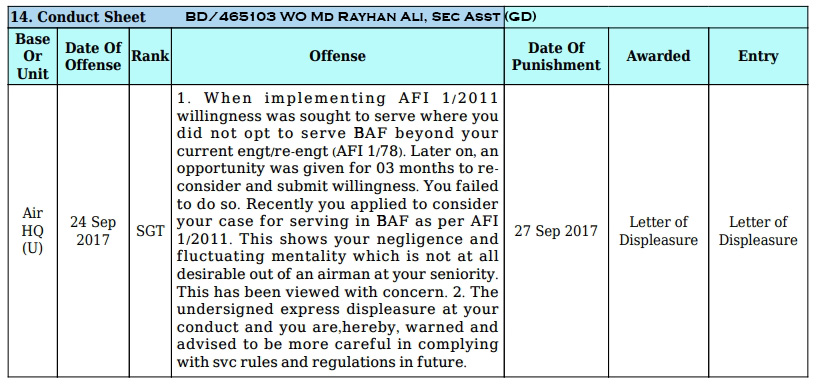 14. Conduct Sheet BD/465103 WO MD RAYHAN ALI, SEC ASST (GD)
Base Or Unit Date Of Offense Rank Offense Date Of Punishment Awarded Entry
Air HQ (U)
24 Sep 2017
SGT
1. When implementing AFI 1/2011
willingness was sought to serve where you
did not opt to serve BAF beyond your
current engt/re-engt (AFI 1/78). Later on, an
opportunity was given for 03 months to re-
consider and submit willingness. You failed
to do so. Recently you applied to consider
your case for serving in BAF as per AFI
1/2011. This shows your negligence and
fluctuating mentality which is not at all
desirable out of an airman at your seniority.
This has been viewed with concern. 2. The
undersigned express displeasure at your
conduct and you are,hereby, warned and
advised to be more careful in complying
with svc rules and regulations in future.
27 Sep 2017
Letter of Displeasure
Letter of Displeasure